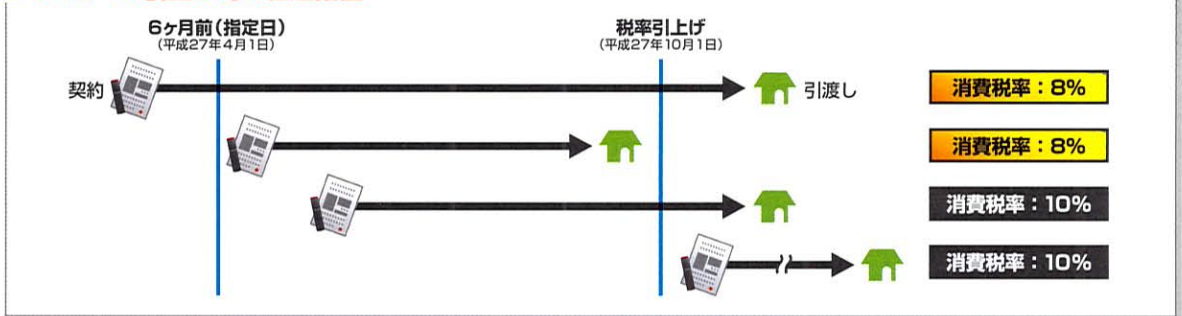 6ヶ月前(指定日)
(平成27年4月1日)
税率引上げ
(平成27年10月1日)
契約
引渡し
消費税率:8%
消費税率:8%
消費税率:10%
消費税率:10%